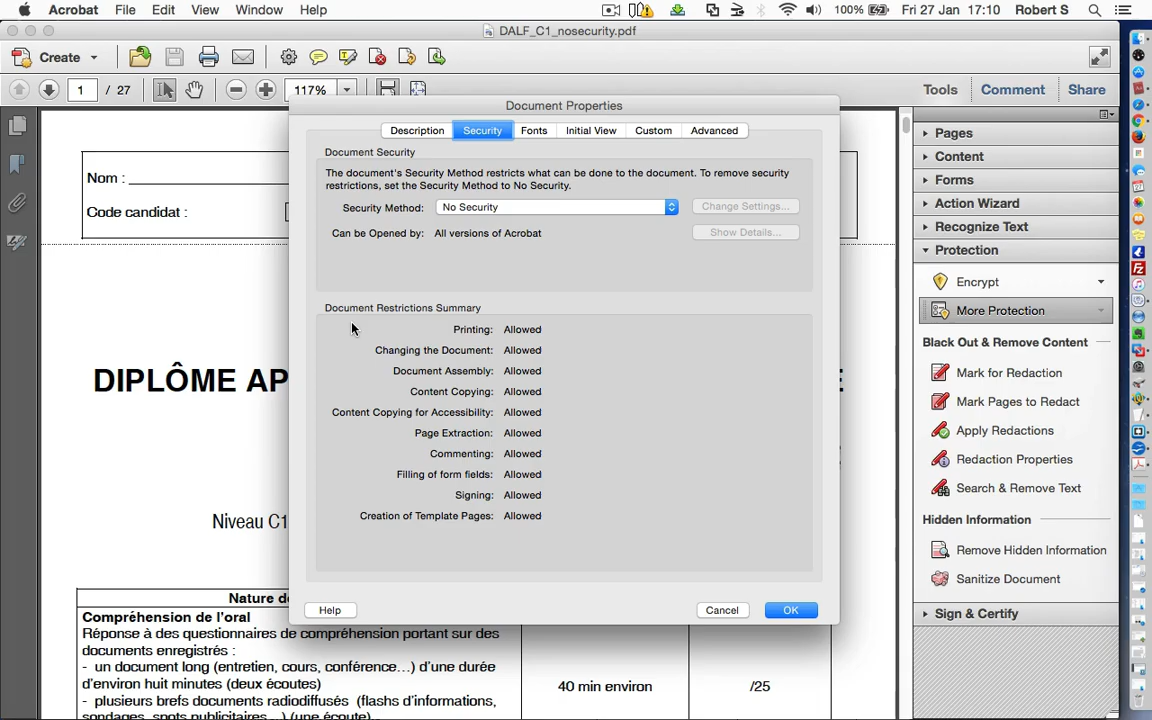 Acrobat File Edit View Window Help 100% Fri 27 Jan 17:10 Robert S
DALF_C1_nosecurity.pdf
Create
1 / 27 117% Tools Comment Share
Document Properties
Description Security Fonts Initial View Custom Advanced
Document Security
The document's Security Method restricts what can be done to the document. To remove security
restrictions, set the Security Method to No Security.
Security Method: No Security Change Settings...
Can be Opened by: All versions of Acrobat Show Details...
Document Restrictions Summary
Printing: Allowed
Changing the Document: Allowed
Document Assembly: Allowed
Content Copying: Allowed
Content Copying for Accessibility: Allowed
Page Extraction: Allowed
Commenting: Allowed
Filling of form fields: Allowed
Signing: Allowed
Creation of Template Pages: Allowed
Help Cancel OK
Nom :
Code candidat :
DIPLÔME AP
E
Niveau C1
Nature de
Compréhension de l'oral
Réponse à des questionnaires de compréhension portant sur des
documents enregistrés :
- un document long (entretien, cours, conférence...) d'une durée
d'environ huit minutes (deux écoutes)
- plusieurs brefs documents radiodiffusés (flashs d'informations,
sondages, spots publicitaires...) (une écoute).
40 min environ
/25
Pages
Content
Forms
Action Wizard
Recognize Text
Protection
Encrypt
More Protection
Black Out & Remove Content
Mark for Redaction
Mark Pages to Redact
Apply Redactions
Redaction Properties
Search & Remove Text
Hidden Information
Remove Hidden Information
Sanitize Document
Sign & Certify